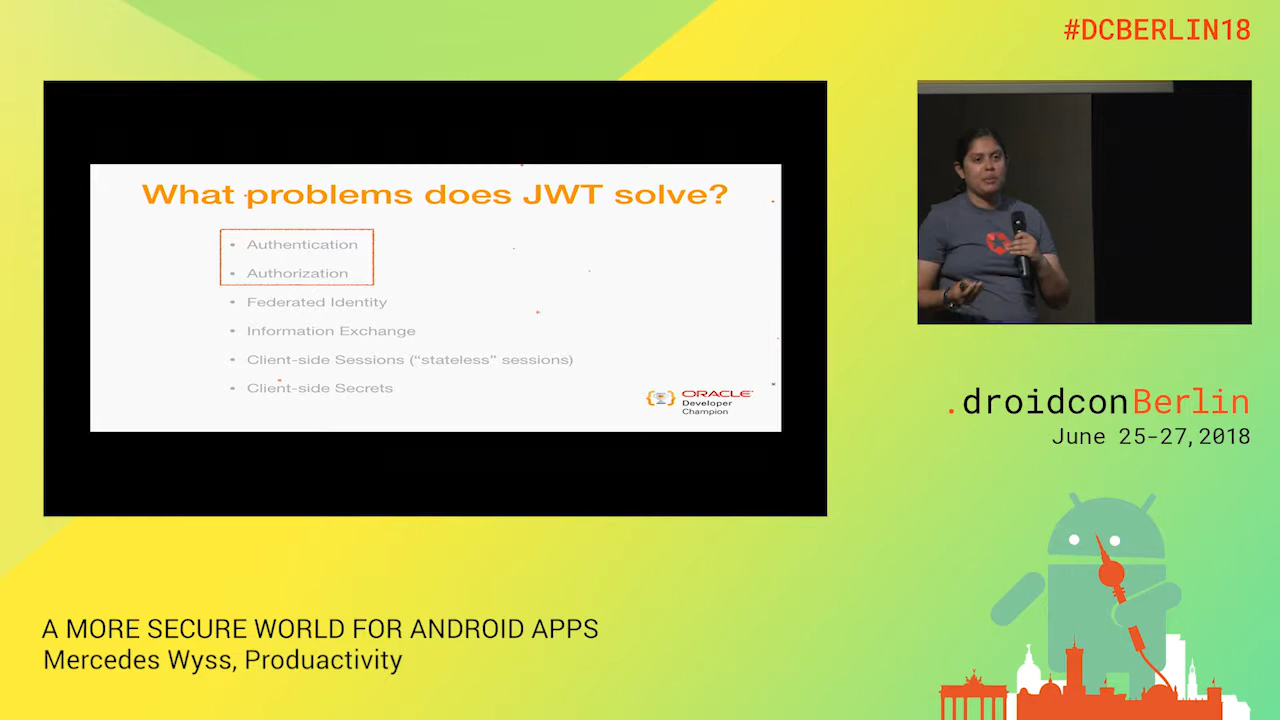 #DCBERLIN18
What problems does JWT solve?
• Authentication
• Authorization
• Federated Identity
• Information Exchange
• Client-side Sessions (“stateless” sessions)
• Client-side Secrets
ORACLE
Developer
Champion
.droidconBerlin
June 25-27, 2018
A MORE SECURE WORLD FOR ANDROID APPS
Mercedes Wyss, Produactivity